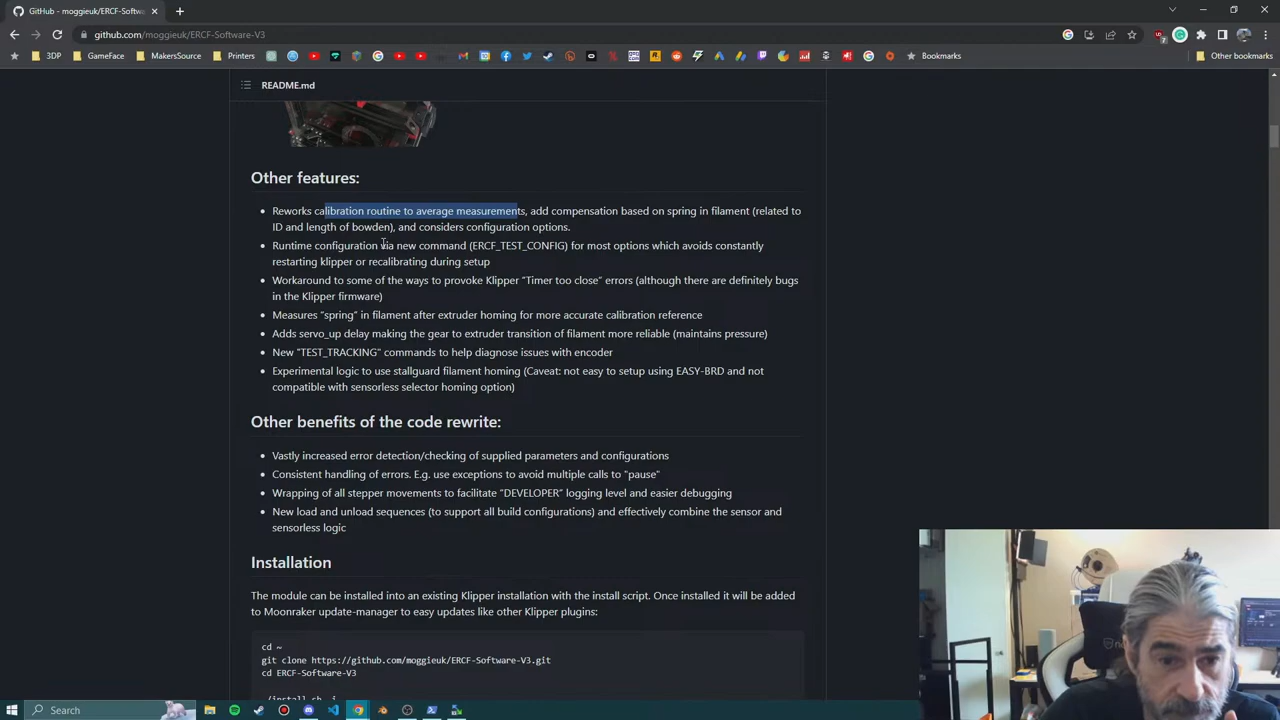 GitHub - moggieuk/ERCF-Softw
github.com/moggieuk/ERCF-Software-V3
3DP
GameFace
MakersSource
Printers
Bookmarks
Other bookmarks
README.md
Other features:
Reworks calibration routine to average measurements, add compensation based on spring in filament (related to
ID and length of bowden), and considers configuration options.
Runtime configuration via new command (ERCF_TEST_CONFIG) for most options which avoids constantly
restarting klipper or recalibrating during setup
Workaround to some of the ways to provoke Klipper "Timer too close" errors (although there are definitely bugs
in the Klipper firmware)
Measures "spring" in filament after extruder homing for more accurate calibration reference
Adds servo_up delay making the gear to extruder transition of filament more reliable (maintains pressure)
New "TEST_TRACKING" commands to help diagnose issues with encoder
Experimental logic to use stallguard filament homing (Caveat: not easy to setup using EASY-BRD and not
compatible with sensorless selector homing option)
Other benefits of the code rewrite:
Vastly increased error detection/checking of supplied parameters and configurations
Consistent handling of errors. E.g. use exceptions to avoid multiple calls to "pause"
Wrapping of all stepper movements to facilitate "DEVELOPER" logging level and easier debugging
New load and unload sequences (to support all build configurations) and effectively combine the sensor and
sensorless logic
Installation
The module can be installed into an existing Klipper installation with the install script. Once installed it will be added
to Moonraker update-manager to easy updates like other Klipper plugins:
cd ~
git clone https://github.com/moggieuk/ERCF-Software-V3.git
cd ERCF-Software-V3
./install.sh -i
Search